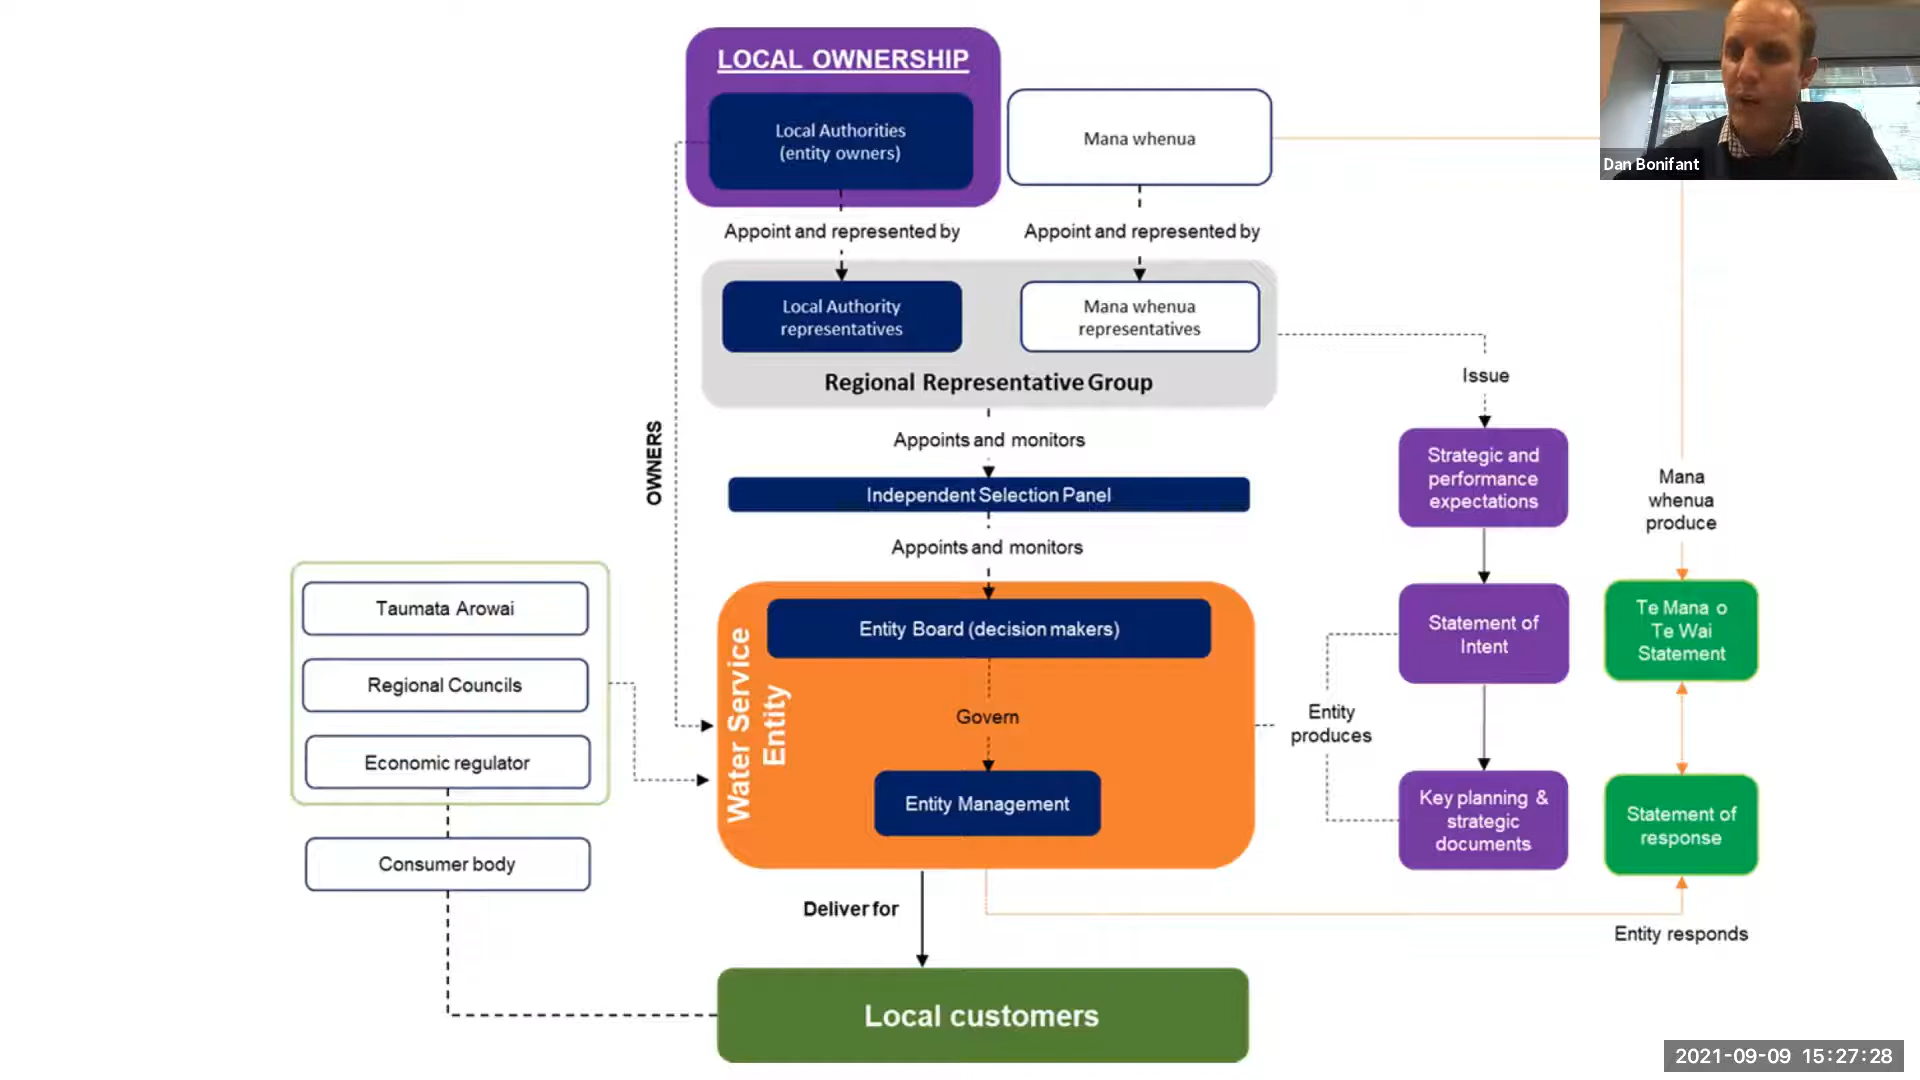 LOCAL OWNERSHIP
Local Authorities
(entity owners)
Mana whenua
Dan Bonifant
Appoint and represented by
Appoint and represented by
Local Authority
representatives
Mana whenua
representatives
Regional Representative Group
Issue
Appoints and monitors
OWNERS
Strategic and
performance
expectations
Mana
whenua
produce
Independent Selection Panel
Appoints and monitors
Taumata Arowai
Regional Councils
Economic regulator
Consumer body
Water Service
Entity
Entity Board (decision makers)
Govern
Entity Management
Entity
produces
Statement of
Intent
Te Mana o
Te Wai
Statement
Key planning &
strategic
documents
Statement of
response
Deliver for
Entity responds
Local customers
2021-09-09 15:27:28